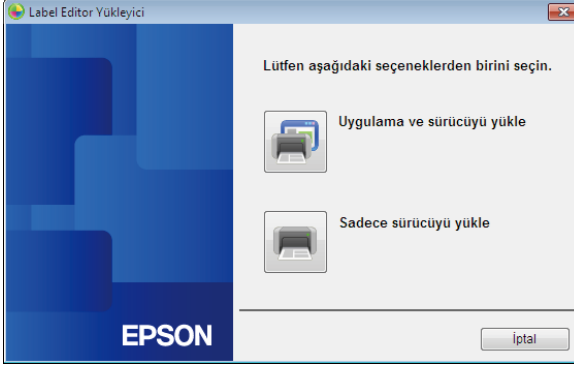 Label Editor Yükleyici
Lütfen aşağıdaki seçeneklerden birini seçin.
Uygulama ve sürücüyü yükle
Sadece sürücüyü yükle
EPSON
İptal